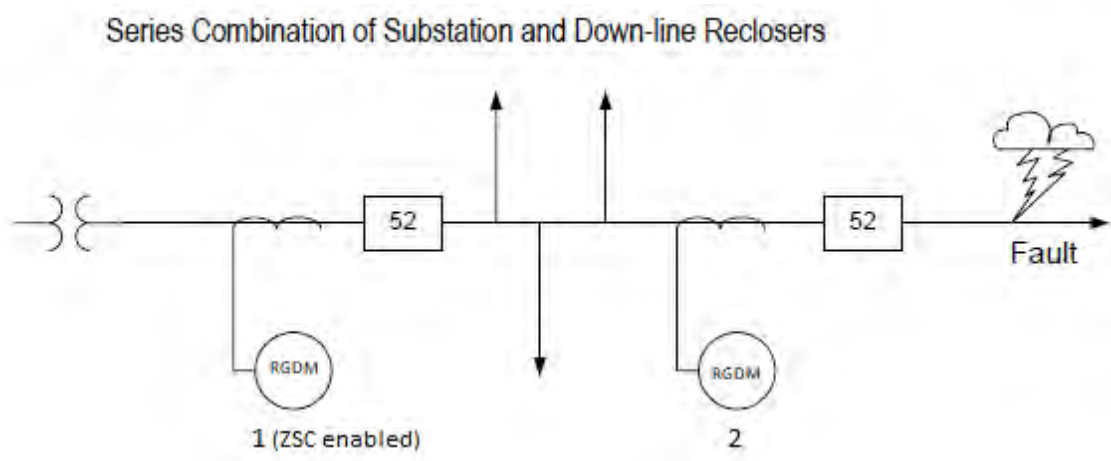 Series Combination of Substation and Down-line Reclosers
52
52
Fault
RGDM
RGDM
1 (ZSC enabled)
2